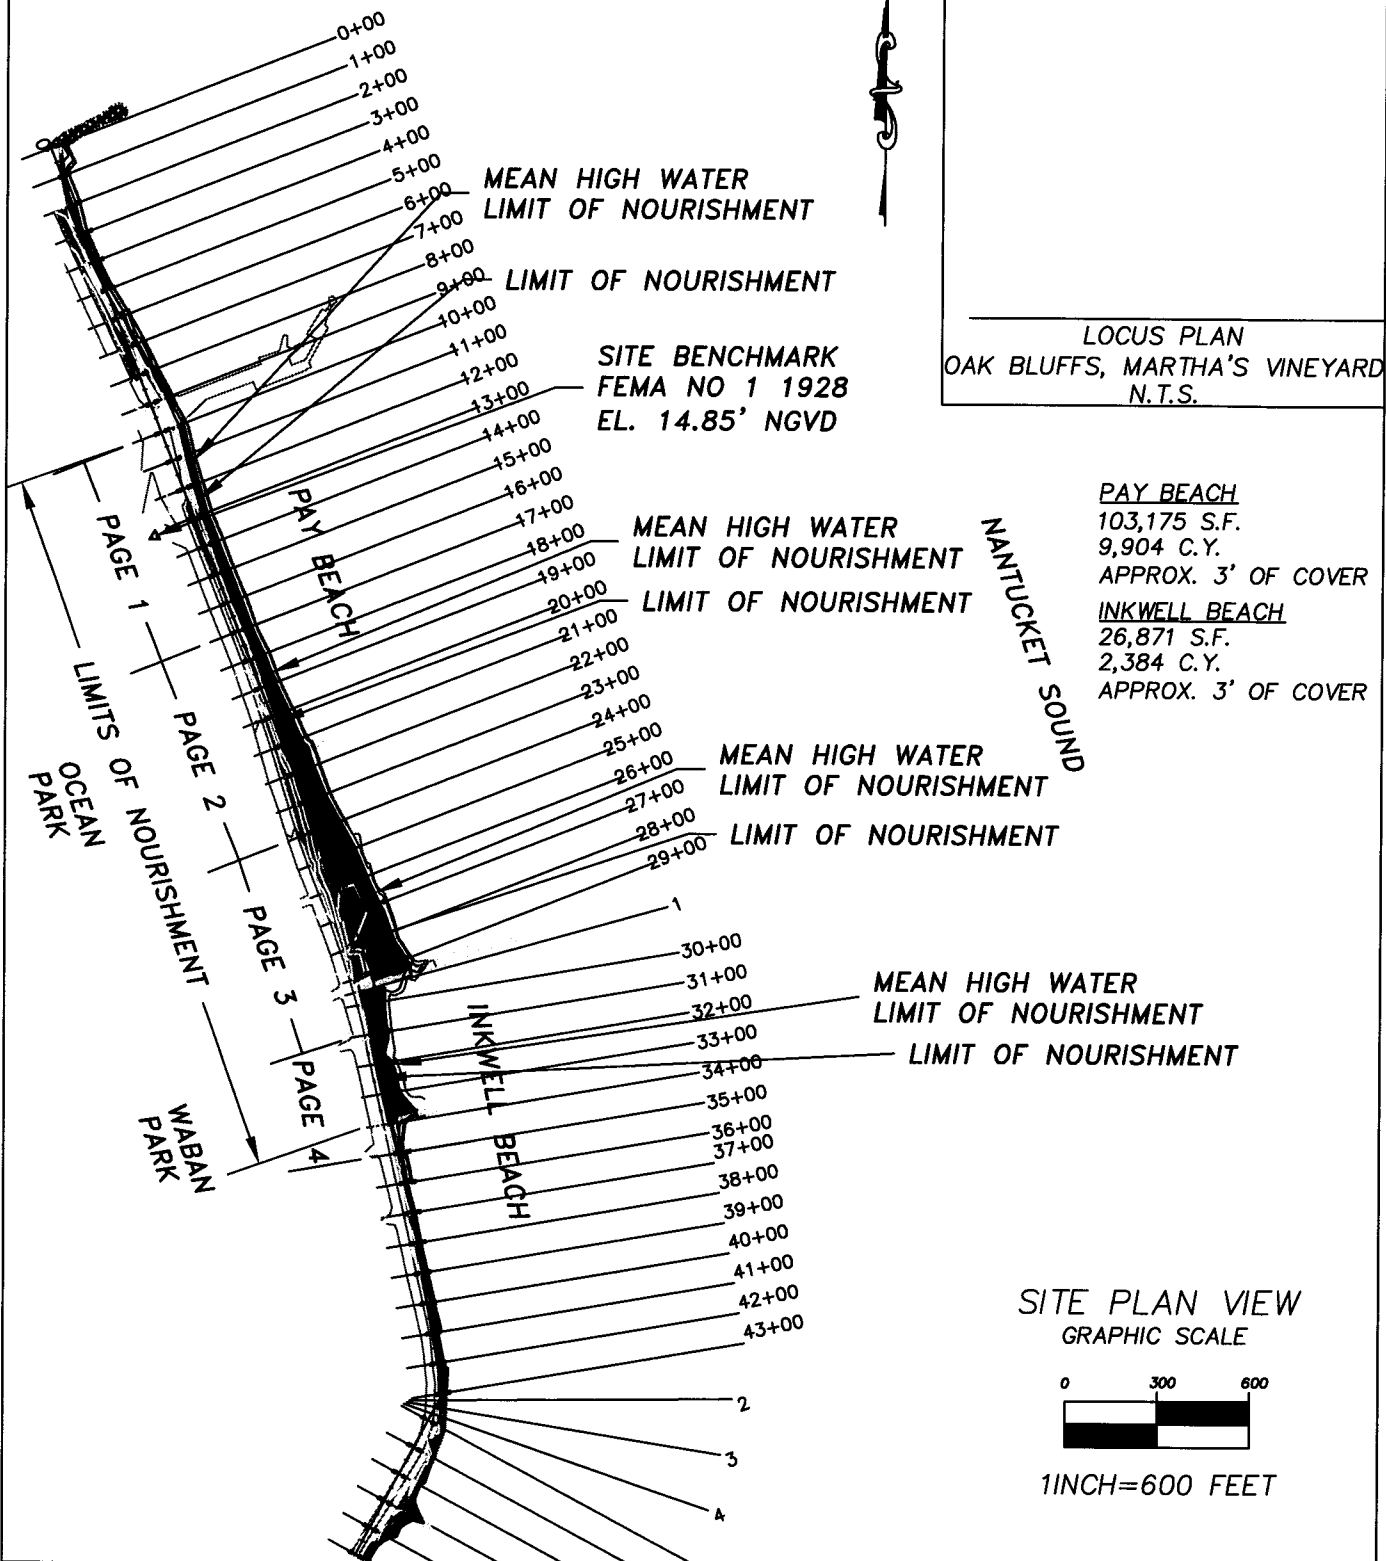 0+00
1+00
2+00
3+00
4+00
5+00
6+00
7+00
8+00
9+00
10+00
11+00
12+00
13+00
14+00
15+00
16+00
17+00
18+00
19+00
20+00
21+00
22+00
23+00
24+00
25+00
26+00
27+00
28+00
29+00
1
30+00
31+00
32+00
33+00
34+00
35+00
36+00
37+00
38+00
39+00
40+00
41+00
42+00
43+00
2
3
4
MEAN HIGH WATER
LIMIT OF NOURISHMENT
LIMIT OF NOURISHMENT
SITE BENCHMARK
FEMA NO 1 1928
EL. 14.85' NGVD
MEAN HIGH WATER
LIMIT OF NOURISHMENT
LIMIT OF NOURISHMENT
MEAN HIGH WATER
LIMIT OF NOURISHMENT
LIMIT OF NOURISHMENT
MEAN HIGH WATER
LIMIT OF NOURISHMENT
LIMIT OF NOURISHMENT
PAY BEACH
INKWELL BEACH
NANTUCKET SOUND
PAGE 1
PAGE 2
PAGE 3
PAGE 4
LIMITS OF NOURISHMENT
OCEAN
PARK
WABAN
PARK
LOCUS PLAN
OAK BLUFFS, MARTHA'S VINEYARD
N.T.S.
PAY BEACH
103,175 S.F.
9,904 C.Y.
APPROX. 3' OF COVER
INKWELL BEACH
26,871 S.F.
2,384 C.Y.
APPROX. 3' OF COVER
SITE PLAN VIEW
GRAPHIC SCALE
0 300 600
1INCH=600 FEET